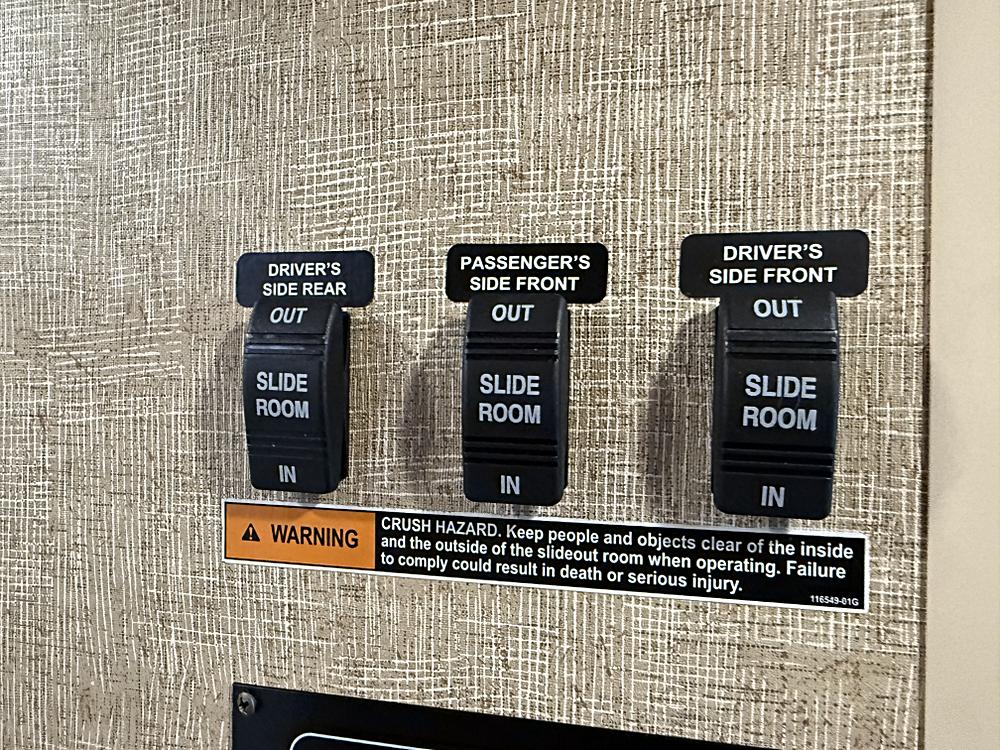 DRIVER'S
SIDE REAR
OUT
SLIDE
ROOM
IN
PASSENGER'S
SIDE FRONT
OUT
SLIDE
ROOM
IN
DRIVER'S
SIDE FRONT
OUT
SLIDE
ROOM
IN
WARNING
CRUSH HAZARD. Keep people and objects clear of the inside
and the outside of the slideout room when operating. Failure
to comply could result in death or serious injury.
116549-01G